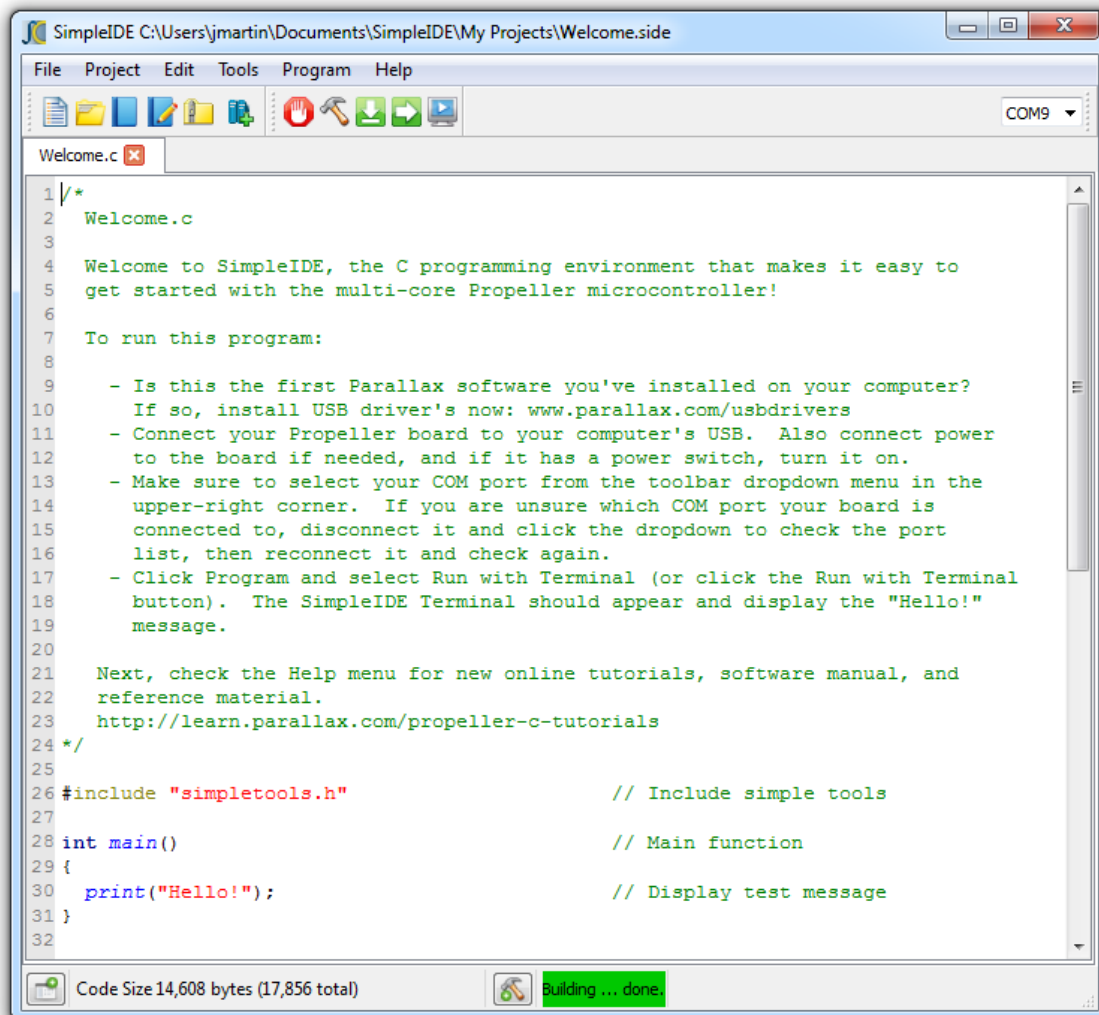 SimpleIDE C:\Users\jmartin\Documents\SimpleIDE\My Projects\Welcome.side
File Project Edit Tools Program Help
COM9
Welcome.c
1 /*
2 Welcome.c
3
4 Welcome to SimpleIDE, the C programming environment that makes it easy to
5 get started with the multi-core Propeller microcontroller!
6
7 To run this program:
8
9 - Is this the first Parallax software you've installed on your computer?
10 If so, install USB driver's now: www.parallax.com/usbdrivers
11 - Connect your Propeller board to your computer's USB.  Also connect power
12 to the board if needed, and if it has a power switch, turn it on.
13 - Make sure to select your COM port from the toolbar dropdown menu in the
14 upper-right corner.  If you are unsure which COM port your board is
15 connected to, disconnect it and click the dropdown to check the port
16 list, then reconnect it and check again.
17 - Click Program and select Run with Terminal (or click the Run with Terminal
18 button).  The SimpleIDE Terminal should appear and display the "Hello!"
19 message.
20
21 Next, check the Help menu for new online tutorials, software manual, and
22 reference material.
23 http://learn.parallax.com/propeller-c-tutorials
24 */
25
26 #include "simpletools.h" // Include simple tools
27
28 int main() // Main function
29 {
30 print("Hello!"); // Display test message
31 }
32
Code Size 14,608 bytes (17,856 total) Building ... done.